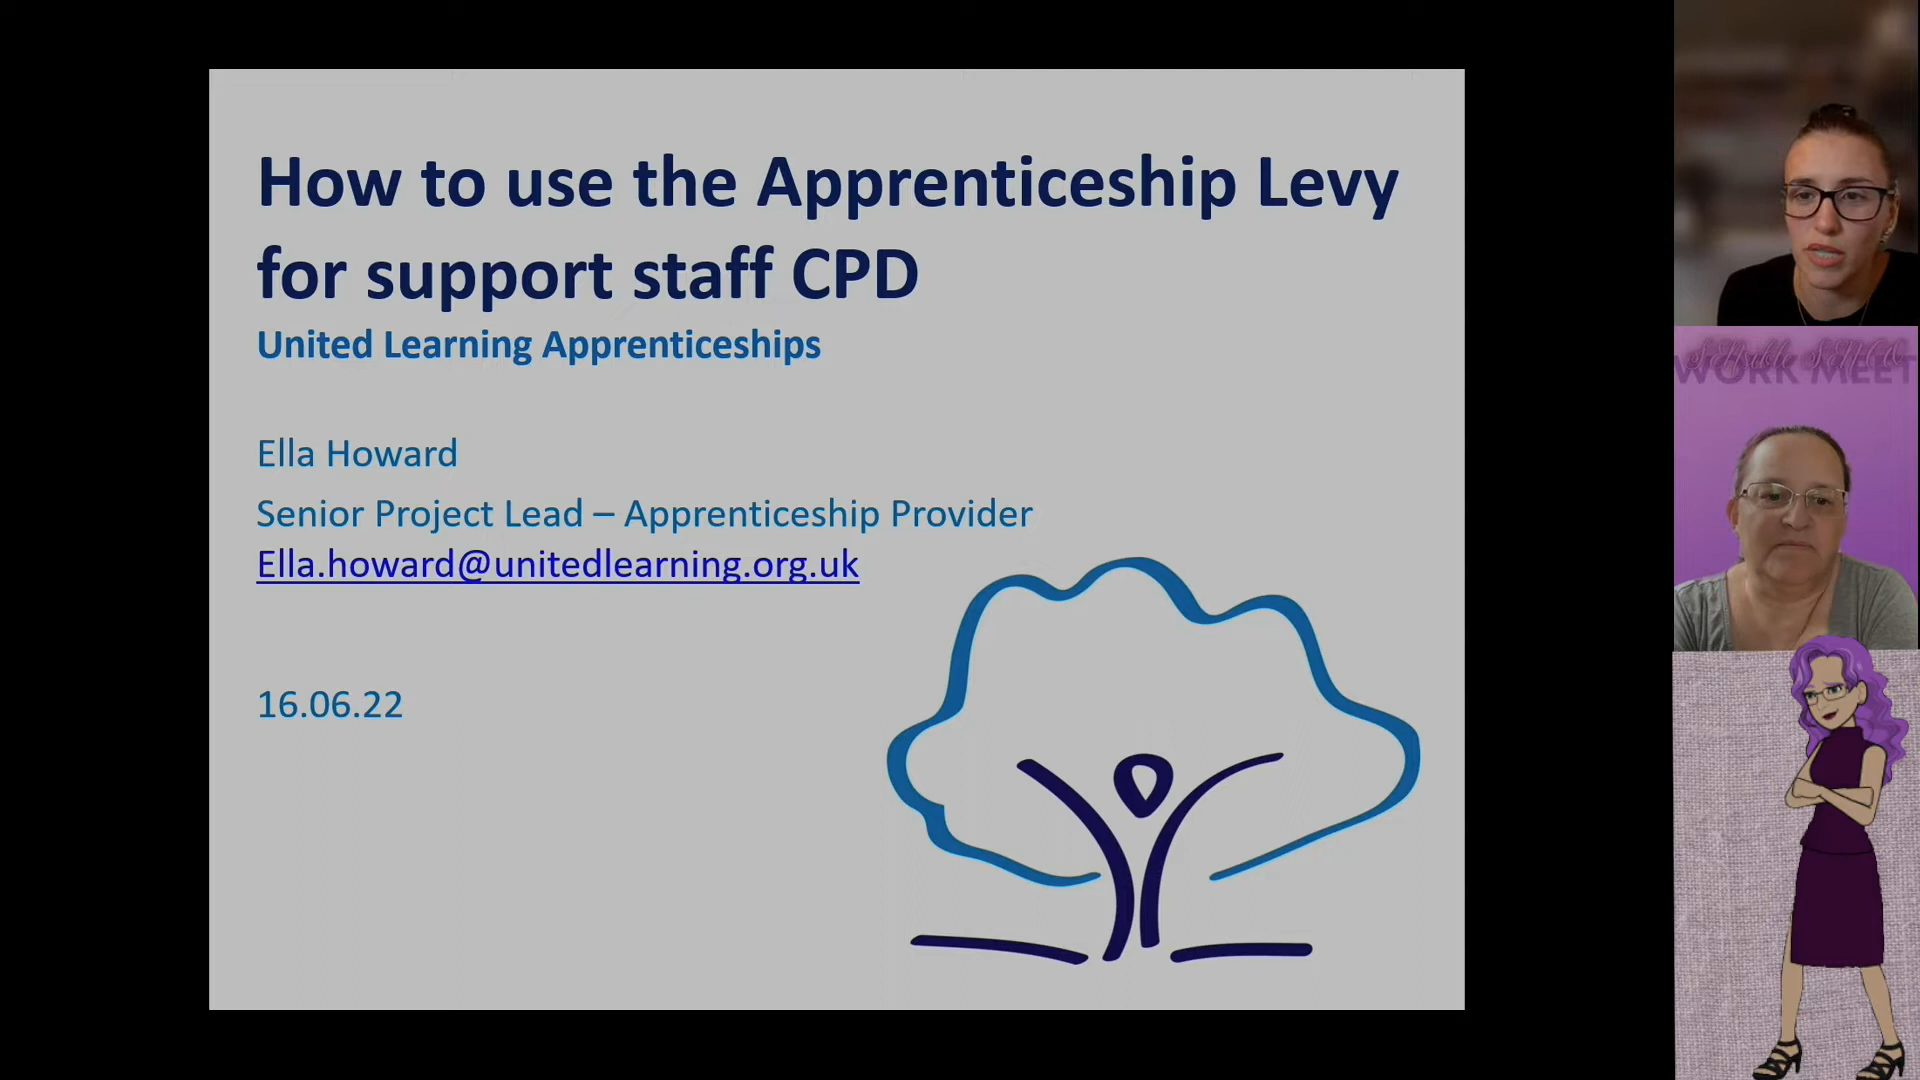 How to use the Apprenticeship Levy
for support staff CPD
United Learning Apprenticeships
Ella Howard
Senior Project Lead – Apprenticeship Provider
Ella.howard@unitedlearning.org.uk
16.06.22
WORK MEET